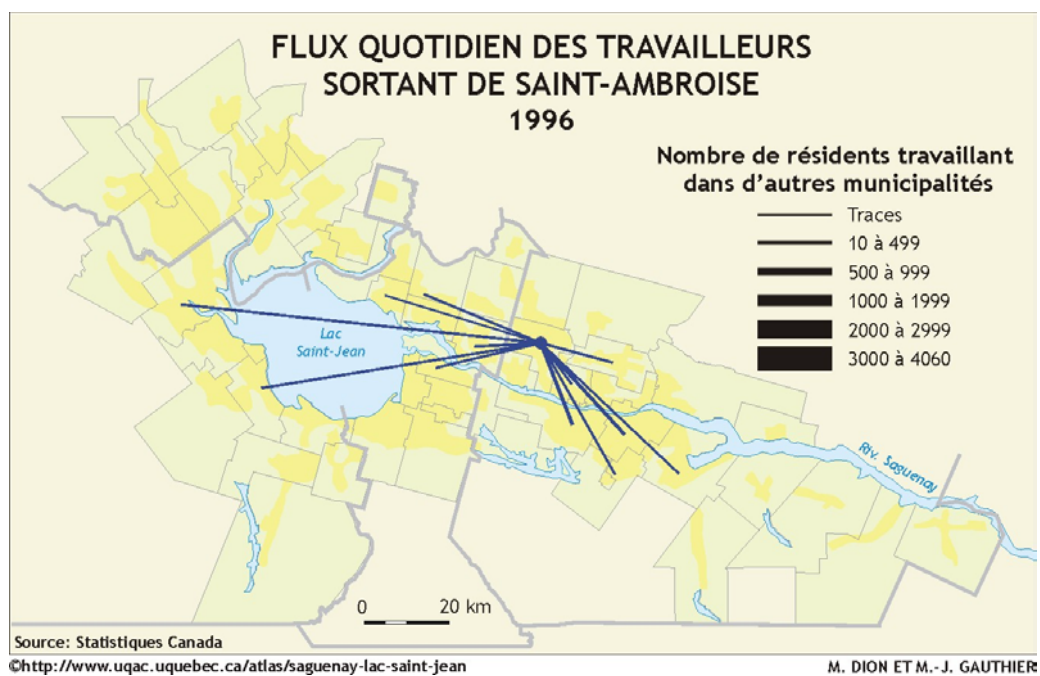 FLUX QUOTIDIEN DES TRAVAILLEURS
SORTANT DE SAINT-AMBROISE
1996
Nombre de résidents travaillant
dans d'autres municipalités
Traces
10 à 499
500 à 999
1000 à 1999
2000 à 2999
3000 à 4060
Lac
Saint-Jean
Riv. Saguenay
0 20 km
Source: Statistiques Canada
©http://www.uqac.uquebec.ca/atlas/saguenay-lac-saint-jean
M. DION ET M.-J. GAUTHIER